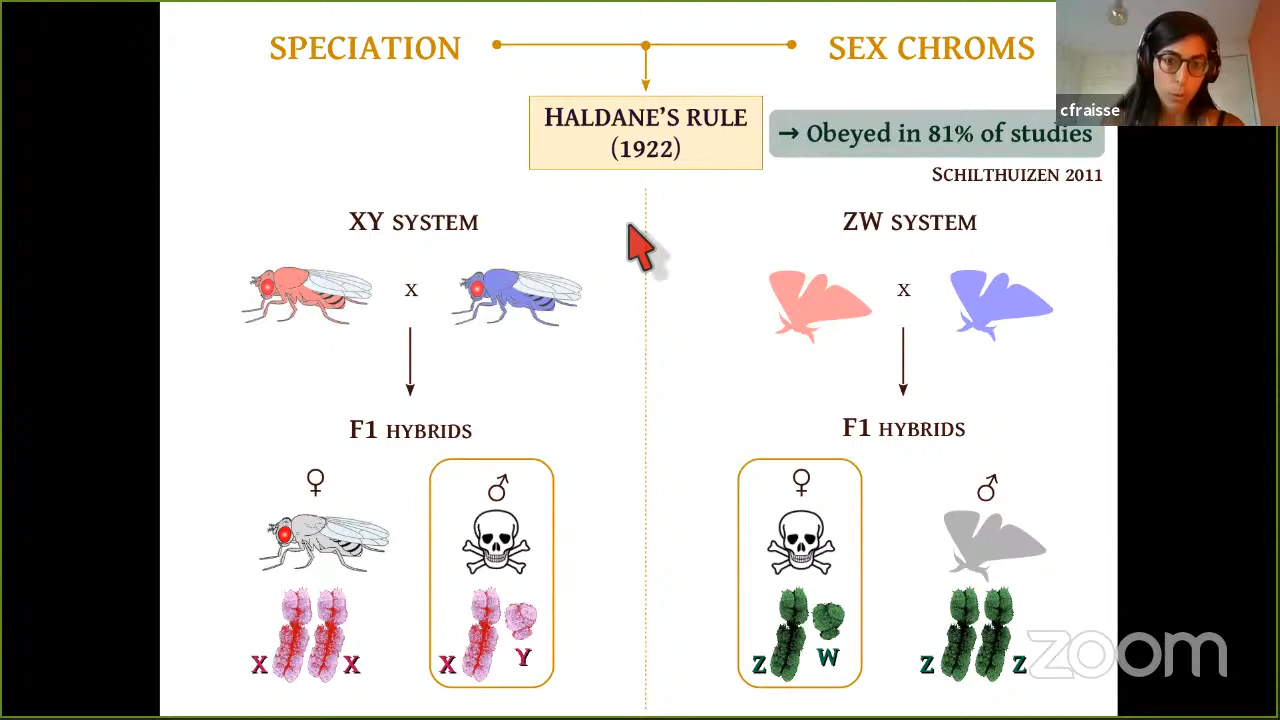 SPECIATION
SEX CHROMS
HALDANE'S RULE
(1922)
→ Obeyed in 81% of studies
SCHILTHUIZEN 2011
cfraisse
XY SYSTEM
ZW SYSTEM
x
x
F1 HYBRIDS
F1 HYBRIDS
♀
♂
♀
♂
X X
X Y
Z W
Z Z
zoom